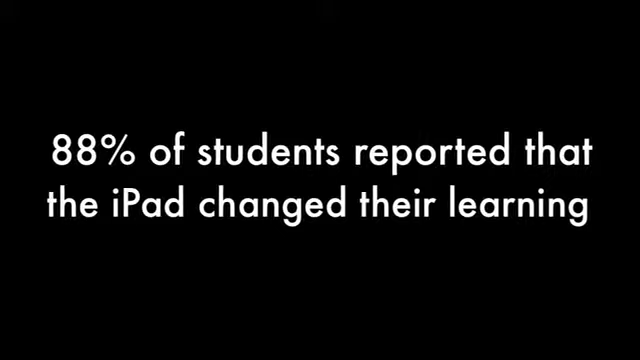 88% of students reported that
the iPad changed their learning